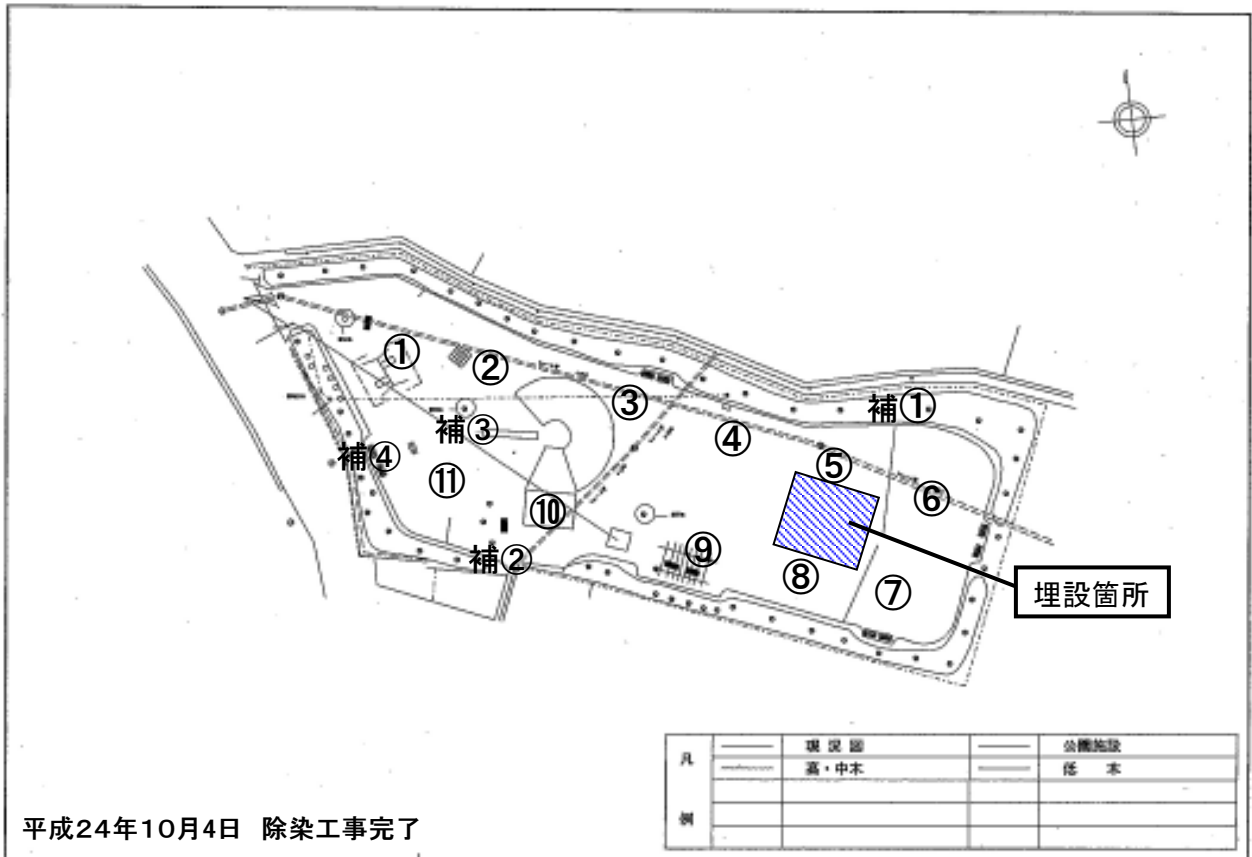 ①
②
③
補①
補③
④
補④
⑤
⑪
⑥
⑩
補②
⑨
⑧
⑦
埋設箇所
凡例
現況図
公園施設
高・中木
低木
平成24年10月4日 除染工事完了